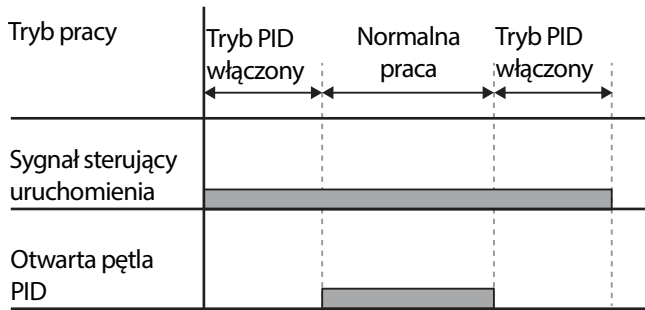 Tryb pracy
Tryb PID
włączony
Normalna
praca
Tryb PID
włączony
Sygnał sterujący
uruchomienia
Otwarta pętla
PID